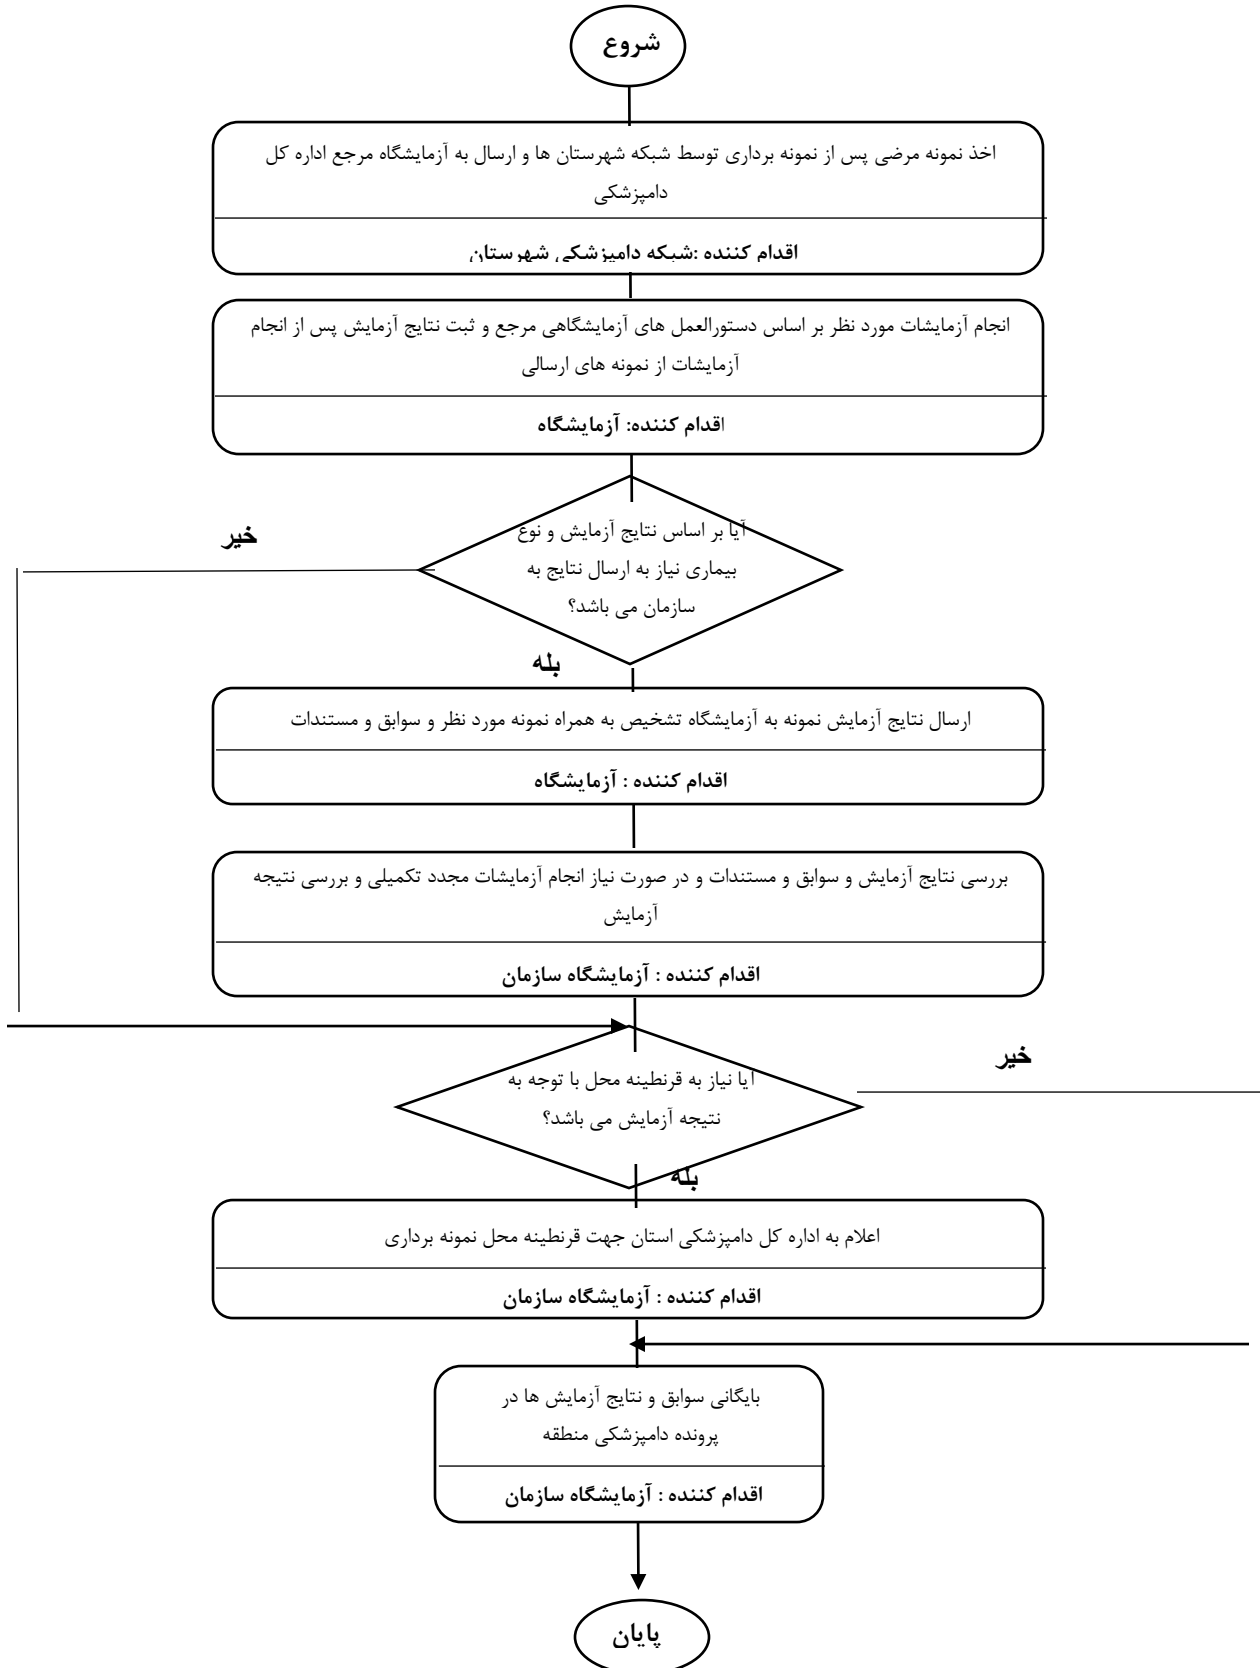 شروع
اخذ نمونه مرضی پس از نمونه برداری توسط شبکه شهرستان ها و ارسال به آزمایشگاه مرجع اداره کل
دامپزشکی
اقدام کننده :شبکه دامپزشکی شهرستان
انجام آزمایشات مورد نظر بر اساس دستورالعمل های آزمایشگاهی مرجع و ثبت نتایج آزمایش پس از انجام
آزمایشات از نمونه های ارسالی
اقدام کننده: آزمایشگاه
آیا بر اساس نتایج آزمایش و نوع
بیماری نیاز به ارسال نتایج به
سازمان می باشد؟
خیر
بله
ارسال نتایج آزمایش نمونه به آزمایشگاه تشخیص به همراه نمونه مورد نظر و سوابق و مستندات
اقدام کننده : آزمایشگاه
بررسی نتایج آزمایش و سوابق و مستندات و در صورت نیاز انجام آزمایشات مجدد تکمیلی و بررسی نتیجه
آزمایش
اقدام کننده : آزمایشگاه سازمان
خیر
آیا نیاز به قرنطینه محل با توجه به
نتیجه آزمایش می باشد؟
بله
اعلام به اداره کل دامپزشکی استان جهت قرنطینه محل نمونه برداری
اقدام کننده : آزمایشگاه سازمان
بایگانی سوابق و نتایج آزمایش ها در
پرونده دامپزشکی منطقه
اقدام کننده : آزمایشگاه سازمان
پایان